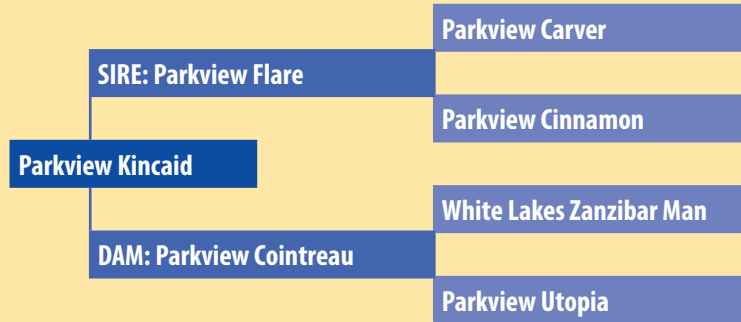 Parkview Carver
SIRE: Parkview Flare
Parkview Cinnamon
Parkview Kincaid
White Lakes Zanzibar Man
DAM: Parkview Cointreau
Parkview Utopia